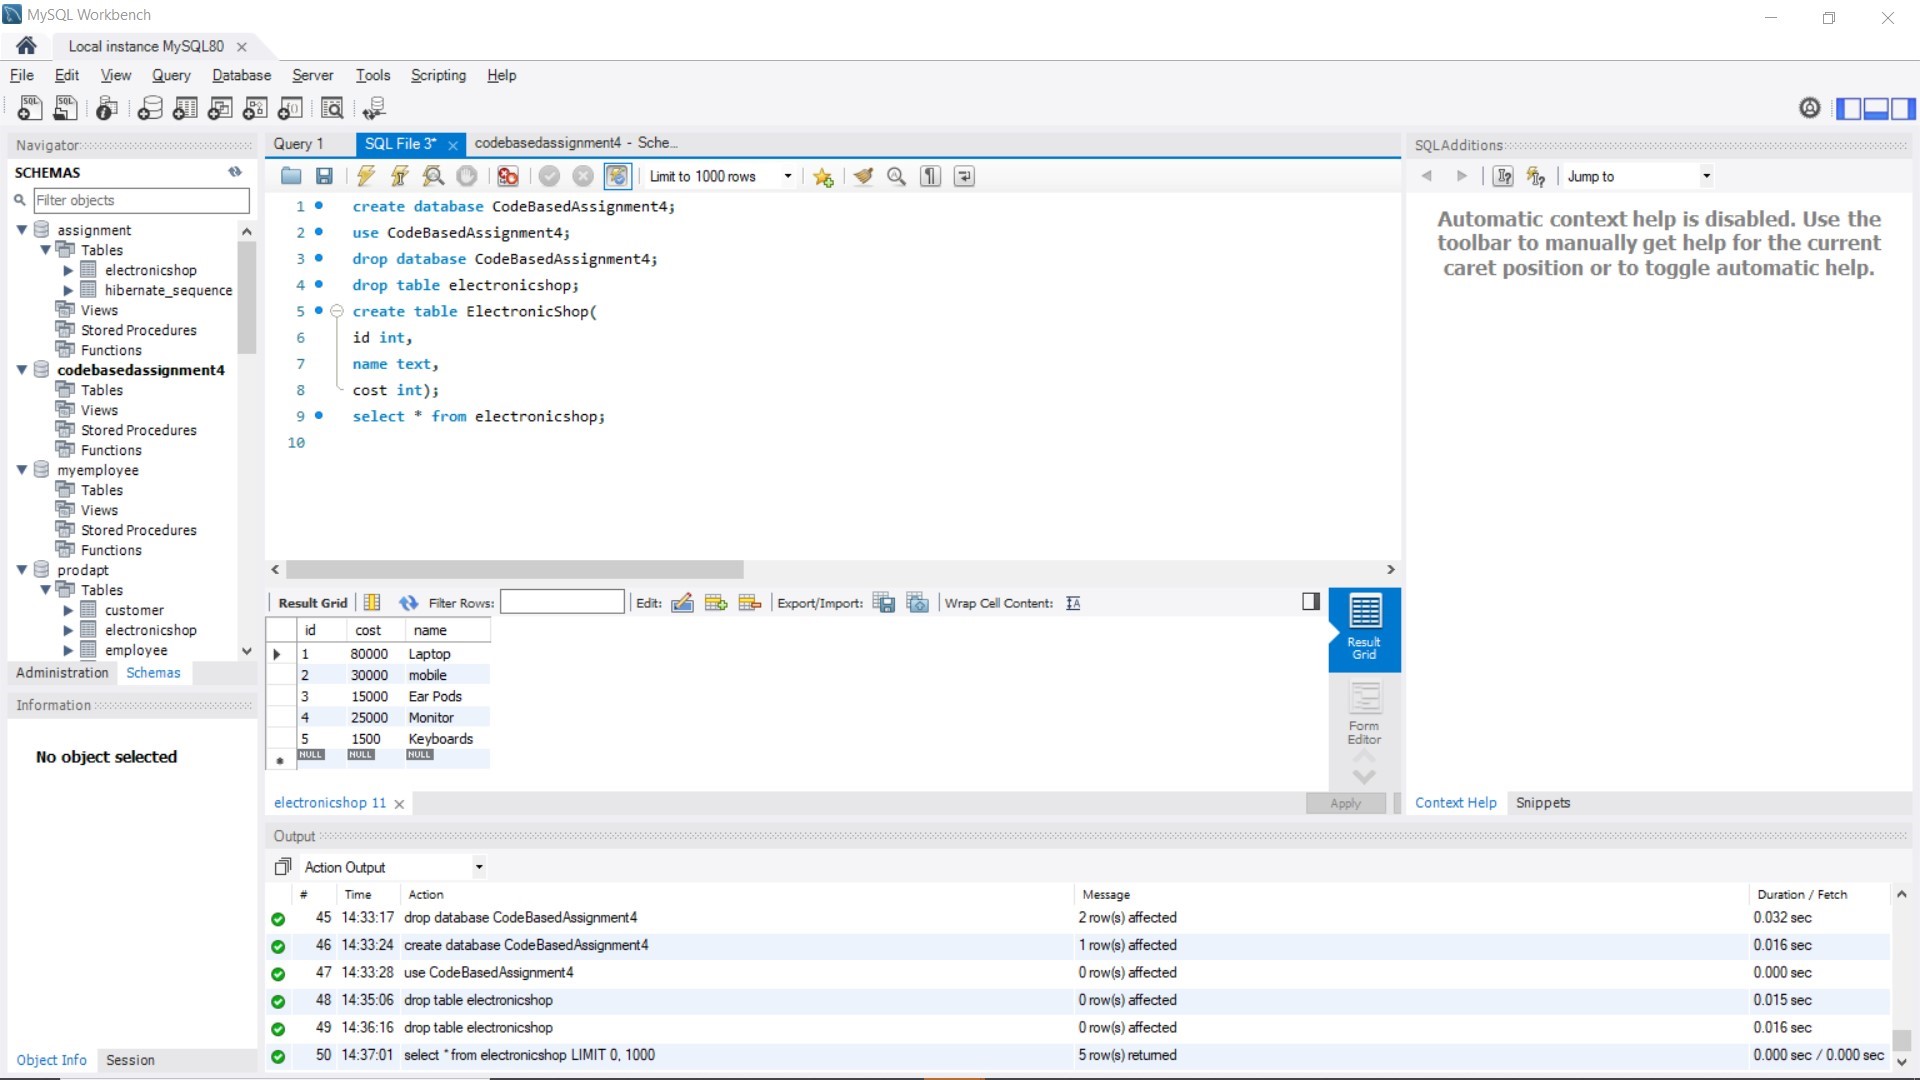 MySQL Workbench
Local instance MySQL80
File Edit View Query Database Server Tools Scripting Help
Navigator
SCHEMAS
Filter objects
assignment
Tables
electronicshop
hibernate_sequence
Views
Stored Procedures
Functions
codebasedassignment4
Tables
Views
Stored Procedures
Functions
myemployee
Tables
Views
Stored Procedures
Functions
prodapt
Tables
customer
electronicshop
employee
Administration Schemas
Information
No object selected
Object Info Session
Query 1 SQL File 3* codebasedassignment4 - Sche...
Limit to 1000 rows
1 create database CodeBasedAssignment4;
2 use CodeBasedAssignment4;
3 drop database CodeBasedAssignment4;
4 drop table electronicshop;
5 create table ElectronicShop(
6 id int,
7 name text,
8 cost int);
9 select * from electronicshop;
10
Result Grid Filter Rows: Edit: Export/Import: Wrap Cell Content:
id cost name
1 80000 Laptop
2 30000 mobile
3 15000 Ear Pods
4 25000 Monitor
5 1500 Keyboards
NULL NULL NULL
Result
Grid
Form
Editor
electronicshop 11
Apply
SQLAdditions
Jump to
Automatic context help is disabled. Use the
toolbar to manually get help for the current
caret position or to toggle automatic help.
Context Help Snippets
Output
Action Output
# Time Action Message Duration / Fetch
45 14:33:17 drop database CodeBasedAssignment4 2 row(s) affected 0.032 sec
46 14:33:24 create database CodeBasedAssignment4 1 row(s) affected 0.016 sec
47 14:33:28 use CodeBasedAssignment4 0 row(s) affected 0.000 sec
48 14:35:06 drop table electronicshop 0 row(s) affected 0.015 sec
49 14:36:16 drop table electronicshop 0 row(s) affected 0.016 sec
50 14:37:01 select * from electronicshop LIMIT 0, 1000 5 row(s) returned 0.000 sec / 0.000 sec